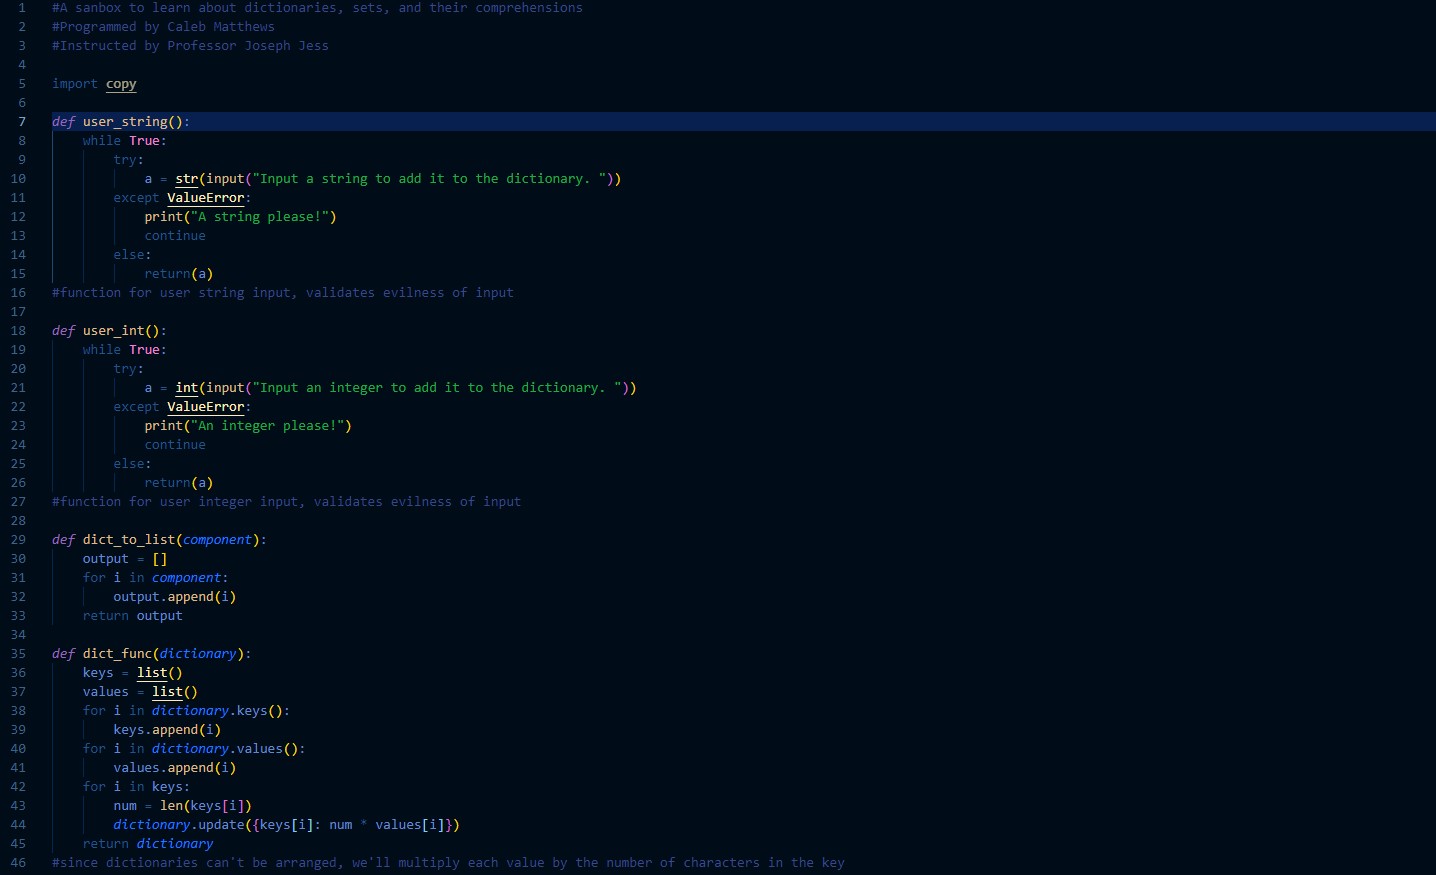 1 #A sanbox to learn about dictionaries, sets, and their comprehensions
2 #Programmed by Caleb Matthews
3 #Instructed by Professor Joseph Jess
4
5 import copy
6
7 def user_string():
8     while True:
9         try:
10             a = str(input("Input a string to add it to the dictionary. "))
11         except ValueError:
12             print("A string please!")
13             continue
14         else:
15             return(a)
16 #function for user string input, validates evilness of input
17
18 def user_int():
19     while True:
20         try:
21             a = int(input("Input an integer to add it to the dictionary. "))
22         except ValueError:
23             print("An integer please!")
24             continue
25         else:
26             return(a)
27 #function for user integer input, validates evilness of input
28
29 def dict_to_list(component):
30     output = []
31     for i in component:
32         output.append(i)
33     return output
34
35 def dict_func(dictionary):
36     keys = list()
37     values = list()
38     for i in dictionary.keys():
39         keys.append(i)
40     for i in dictionary.values():
41         values.append(i)
42     for i in keys:
43         num = len(keys[i])
44         dictionary.update({keys[i]: num * values[i]})
45     return dictionary
46 #since dictionaries can't be arranged, we'll multiply each value by the number of characters in the key